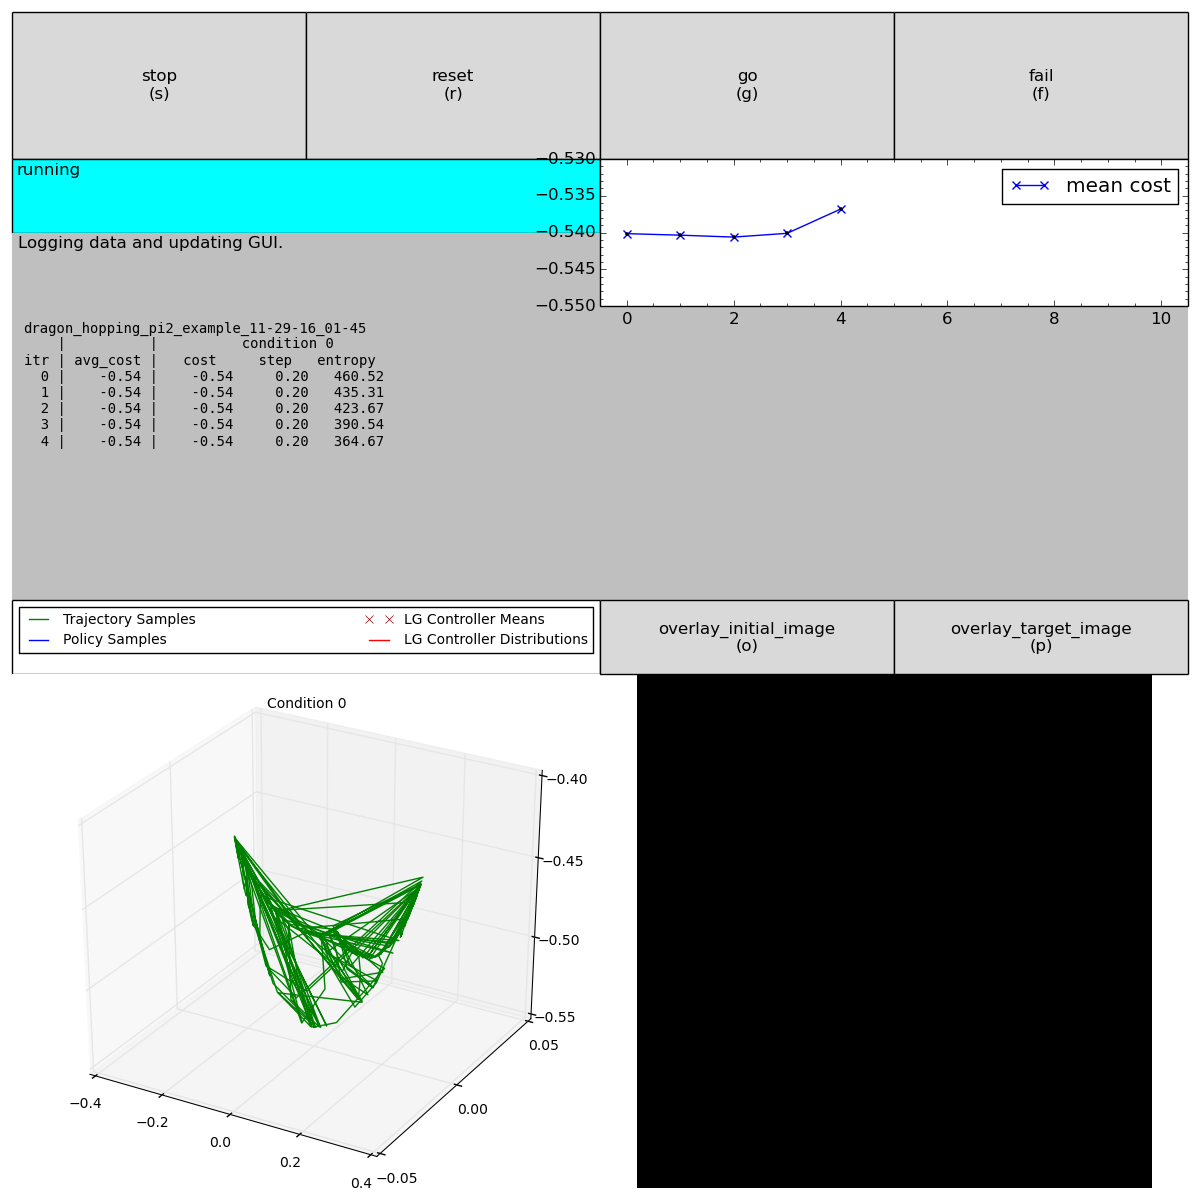 stop
(s)
reset
(r)
go
(g)
fail
(f)
running
Logging data and updating GUI.
−0.530
−0.535
−0.540
−0.545
−0.550
0 2 4 6 8 10
mean cost
dragon_hopping_pi2_example_11-29-16_01-45
| | condition 0
itr | avg_cost | cost step entropy
0 | -0.54 | -0.54 0.20 460.52
1 | -0.54 | -0.54 0.20 435.31
2 | -0.54 | -0.54 0.20 423.67
3 | -0.54 | -0.54 0.20 390.54
4 | -0.54 | -0.54 0.20 364.67
Trajectory Samples
Policy Samples
LG Controller Means
LG Controller Distributions
overlay_initial_image
(o)
overlay_target_image
(p)
Condition 0
−0.40
−0.45
−0.50
−0.55
0.05
0.00
−0.05
−0.4
−0.2
0.0
0.2
0.4